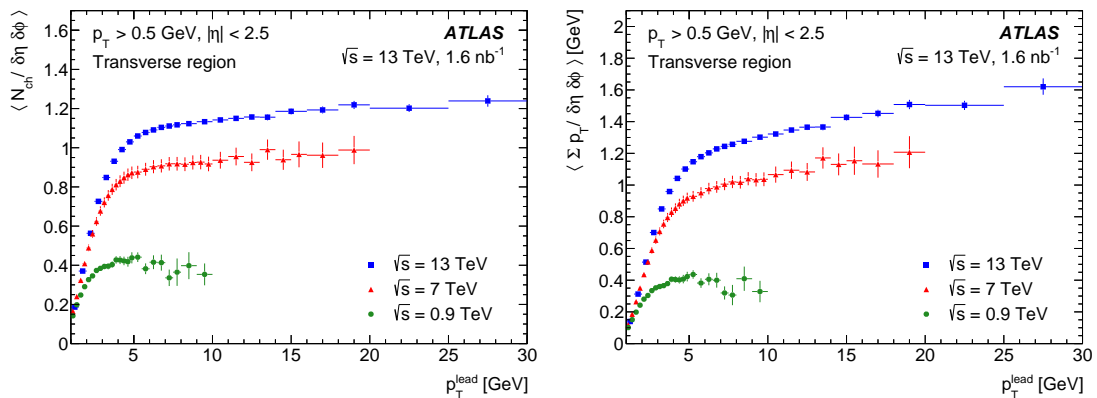 ⟨ N_ch / δη δφ ⟩
p_T > 0.5 GeV, |η| < 2.5
ATLAS
Transverse region
√s = 13 TeV, 1.6 nb⁻¹
1.6
1.4
1.2
1
0.8
0.6
0.4
0.2
0
√s = 13 TeV
√s = 7 TeV
√s = 0.9 TeV
5 10 15 20 25 30
p_T^lead [GeV]
⟨ Σ p_T / δη δφ ⟩ [GeV]
p_T > 0.5 GeV, |η| < 2.5
ATLAS
Transverse region
√s = 13 TeV, 1.6 nb⁻¹
2
1.8
1.6
1.4
1.2
1
0.8
0.6
0.4
0.2
0
√s = 13 TeV
√s = 7 TeV
√s = 0.9 TeV
5 10 15 20 25 30
p_T^lead [GeV]